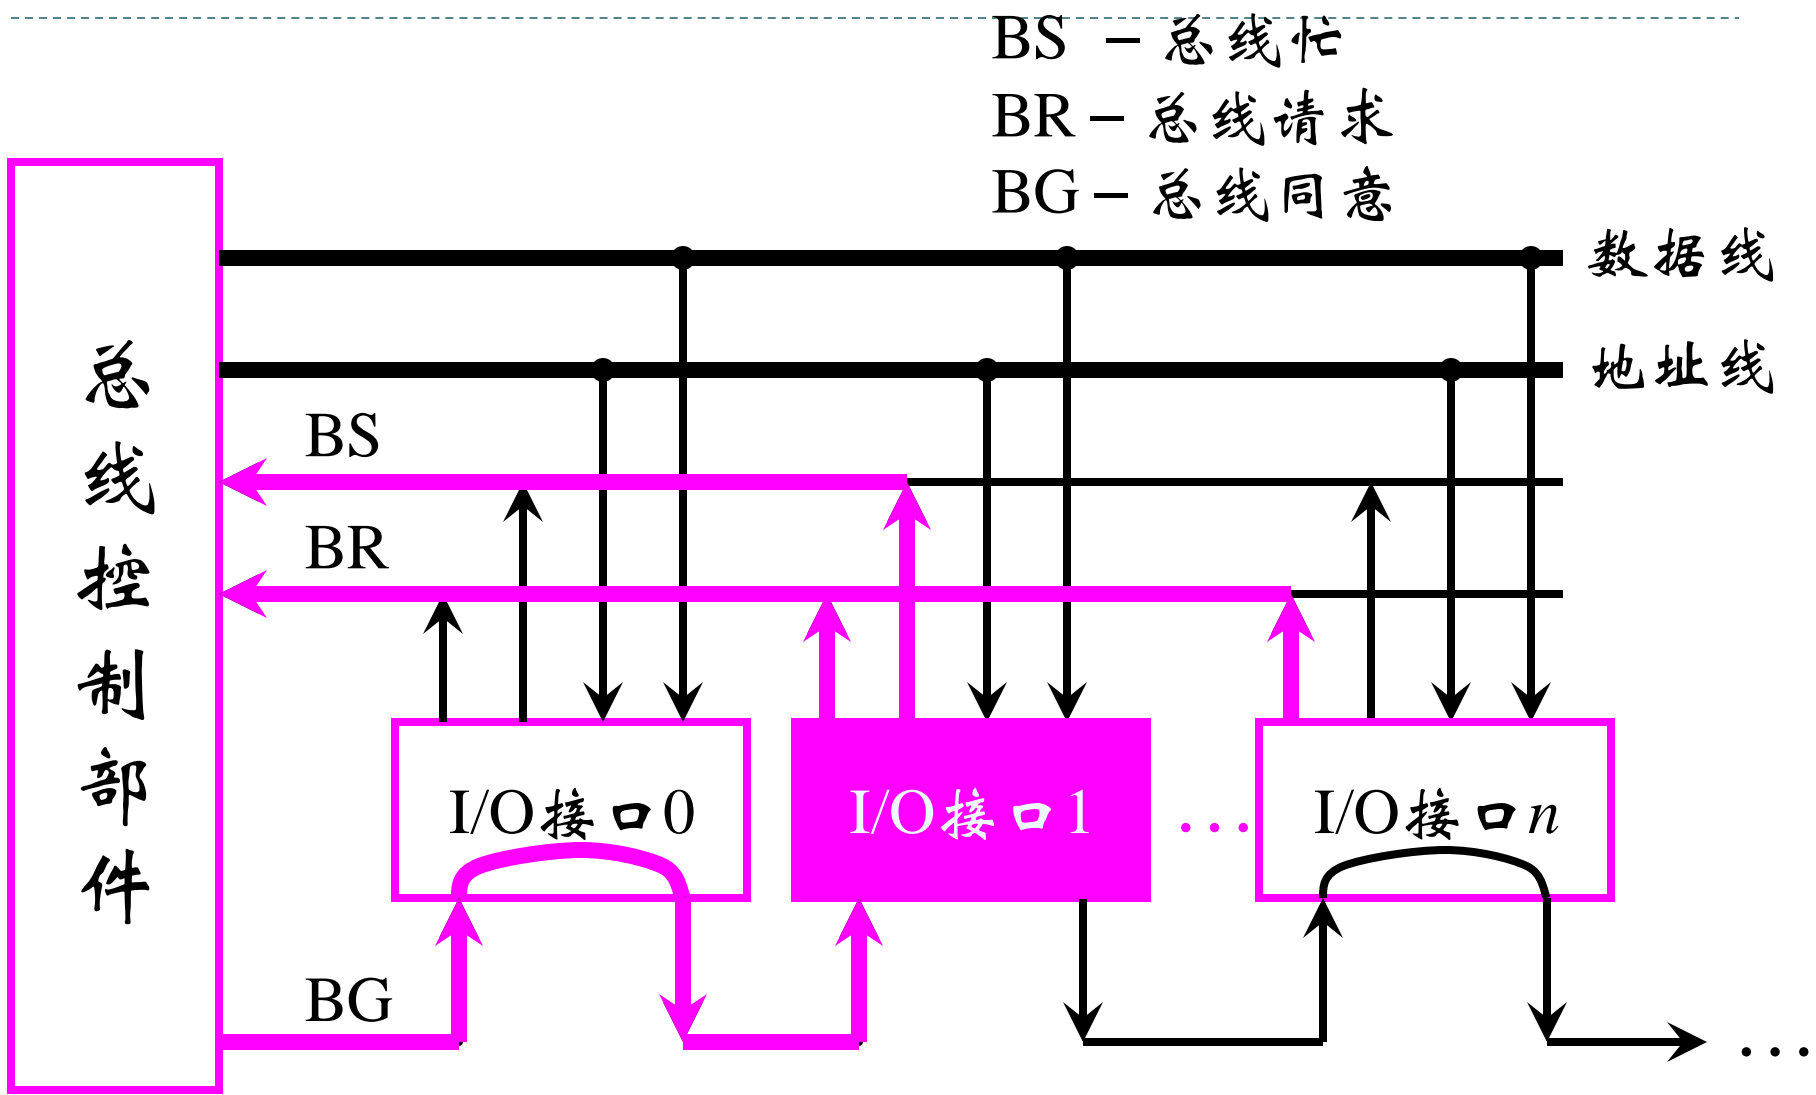 BS － 总线忙
BR－总线请求
BG－总线同意
数据线
地址线
BS
BR
总线控制部件
I/O接口0
I/O接口1
…
I/O接口n
BG
…